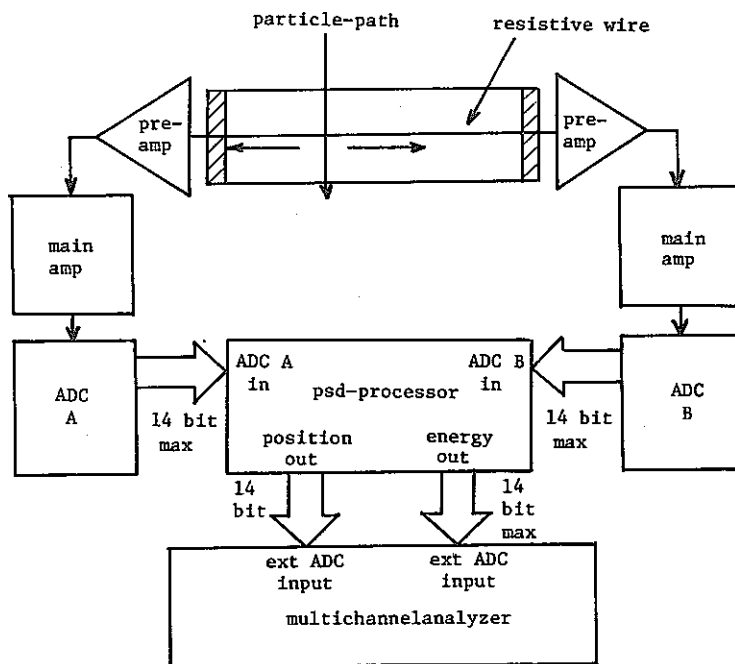 particle-path
resistive wire
pre-
amp
pre-
amp
main
amp
main
amp
ADC
A
14 bit
max
ADC A
in
ADC B
in
psd-processor
position
out
energy
out
14 bit
max
ADC
B
14
bit
14
bit
max
ext ADC
input
ext ADC
input
multichannelanalyzer